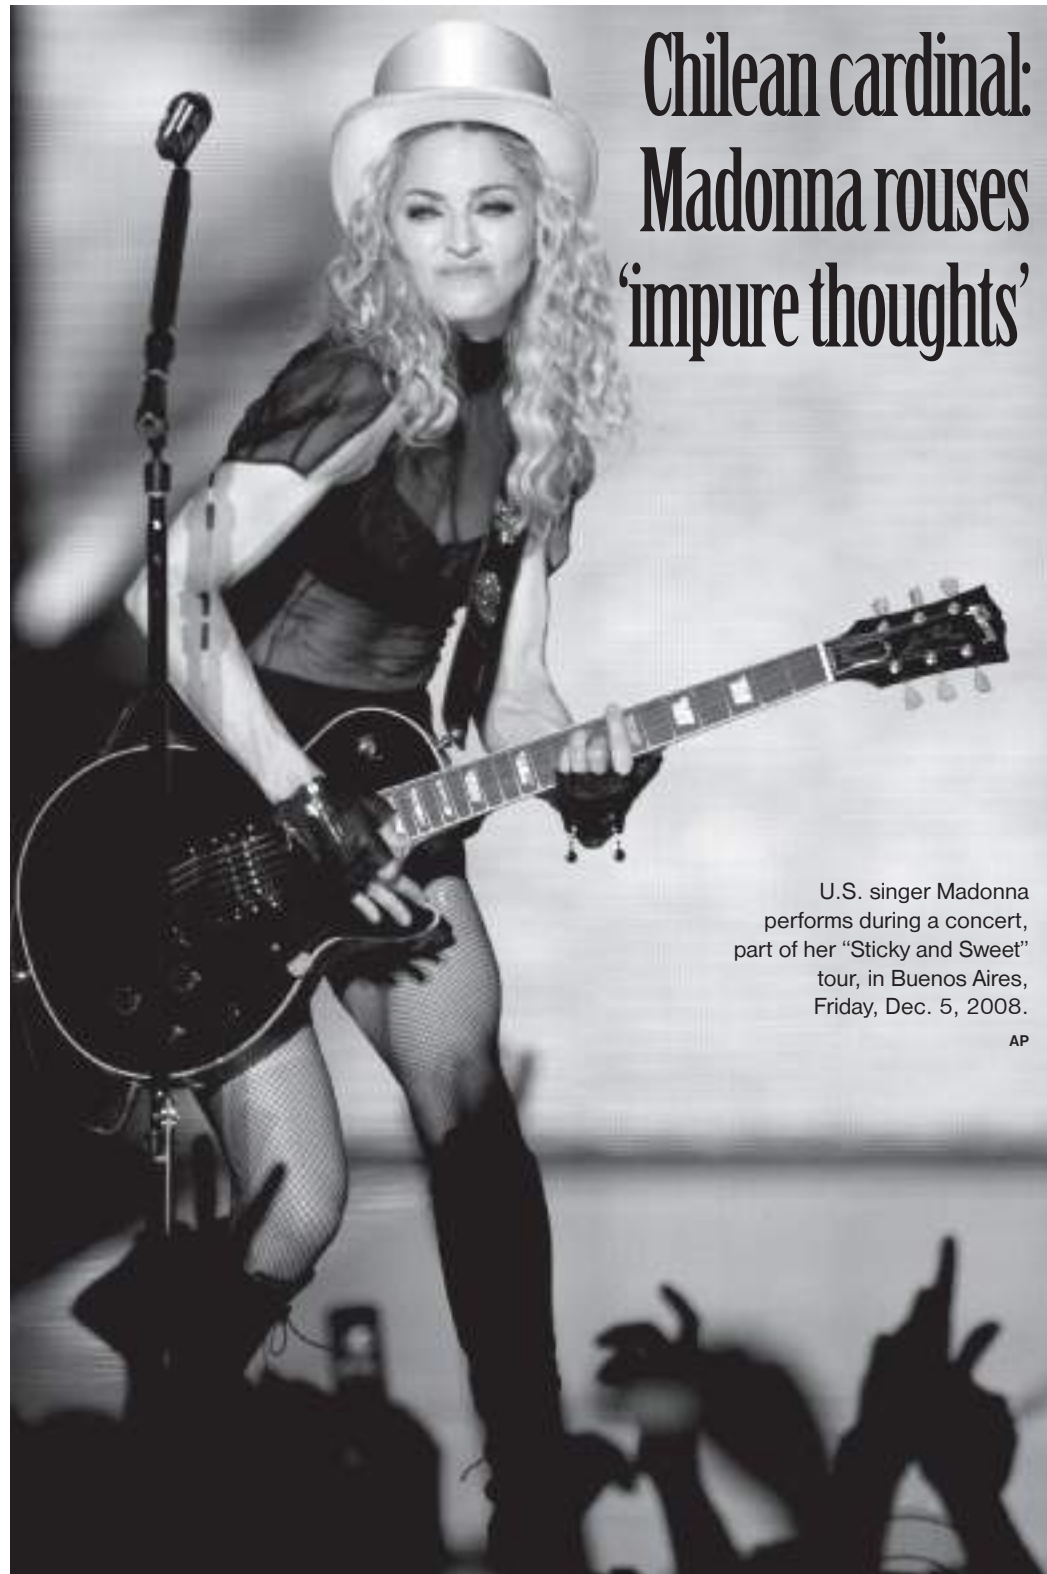 Chilean cardinal:
Madonna rouses
‘impure thoughts’
U.S. singer Madonna
performs during a concert,
part of her “Sticky and Sweet”
tour, in Buenos Aires,
Friday, Dec. 5, 2008.
AP